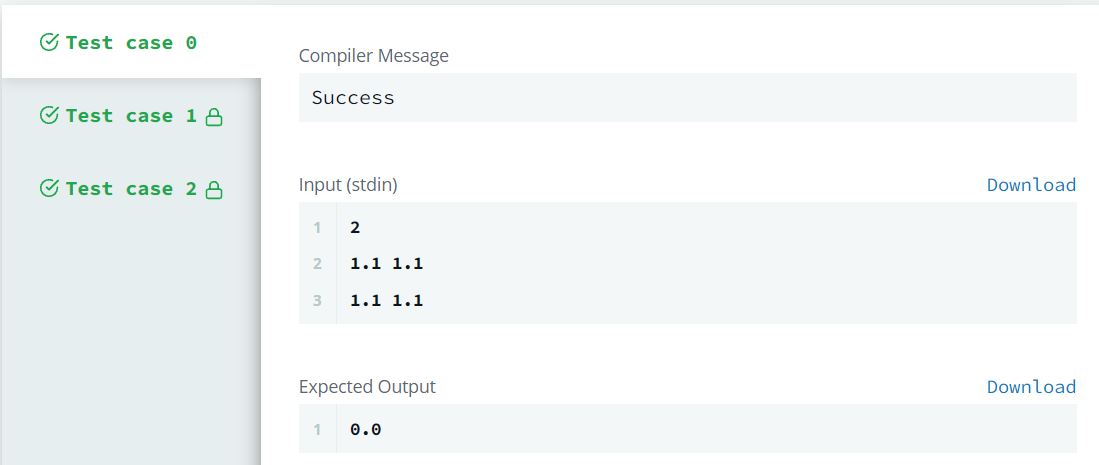 Test case 0
Test case 1
Test case 2
Compiler Message
Success
Input (stdin)
Download
1 2
2 1.1 1.1
3 1.1 1.1
Expected Output
Download
1 0.0